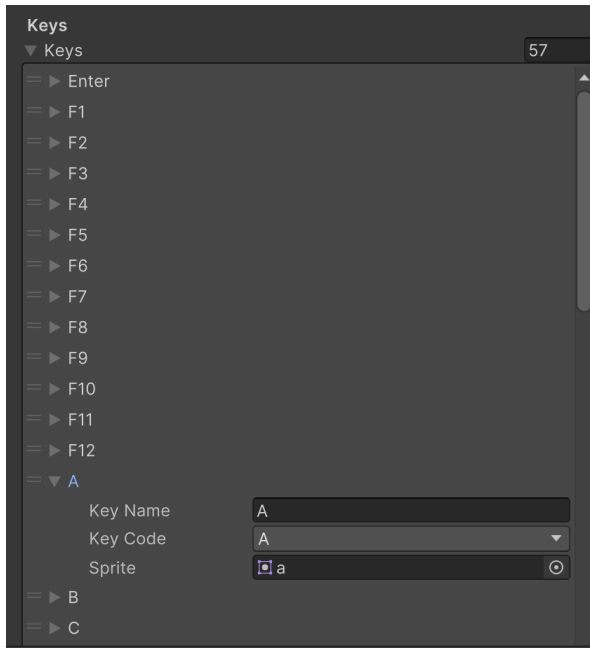 Keys
Keys 57
Enter
F1
F2
F3
F4
F5
F6
F7
F8
F9
F10
F11
F12
A
Key Name A
Key Code A
Sprite a
B
C